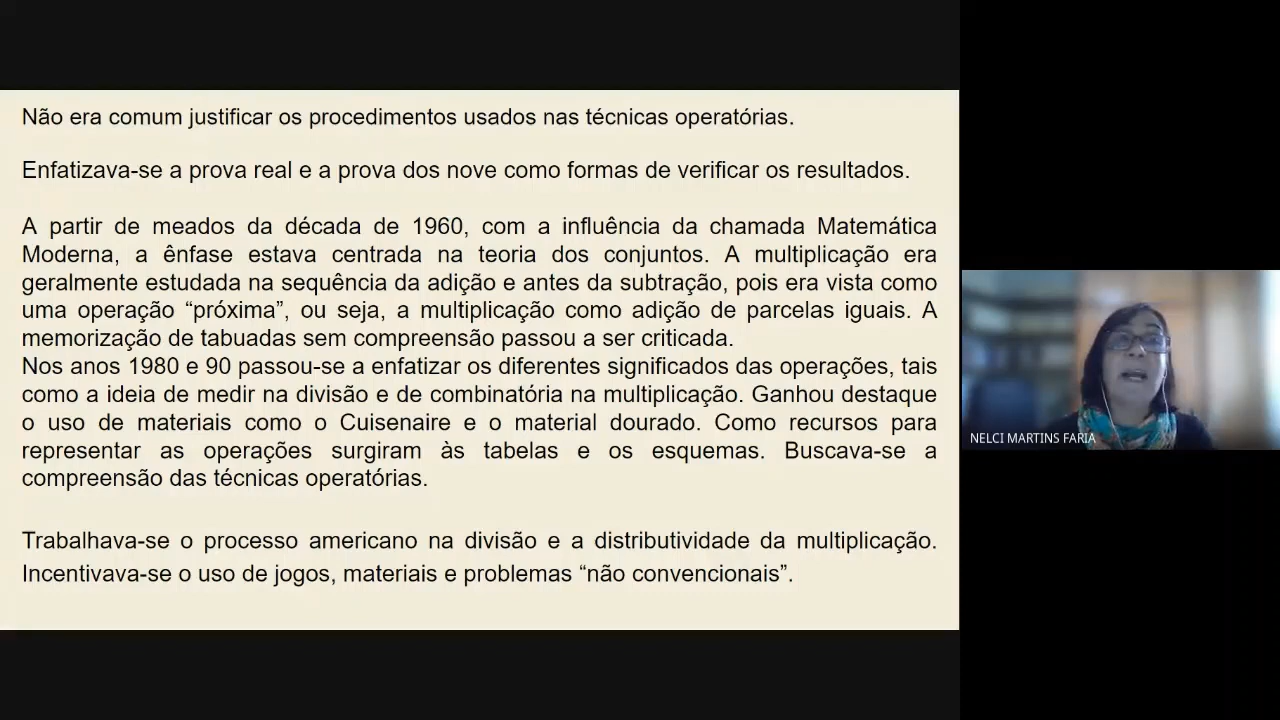 Não era comum justificar os procedimentos usados nas técnicas operatórias.
Enfatizava-se a prova real e a prova dos nove como formas de verificar os resultados.
A partir de meados da década de 1960, com a influência da chamada Matemática
Moderna, a ênfase estava centrada na teoria dos conjuntos. A multiplicação era
geralmente estudada na sequência da adição e antes da subtração, pois era vista como
uma operação “próxima”, ou seja, a multiplicação como adição de parcelas iguais. A
memorização de tabuadas sem compreensão passou a ser criticada.
Nos anos 1980 e 90 passou-se a enfatizar os diferentes significados das operações, tais
como a ideia de medir na divisão e de combinatória na multiplicação. Ganhou destaque
o uso de materiais como o Cuisenaire e o material dourado. Como recursos para
representar as operações surgiram às tabelas e os esquemas. Buscava-se a
compreensão das técnicas operatórias.
Trabalhava-se o processo americano na divisão e a distributividade da multiplicação.
Incentivava-se o uso de jogos, materiais e problemas “não convencionais”.
NELCI MARTINS FARIA